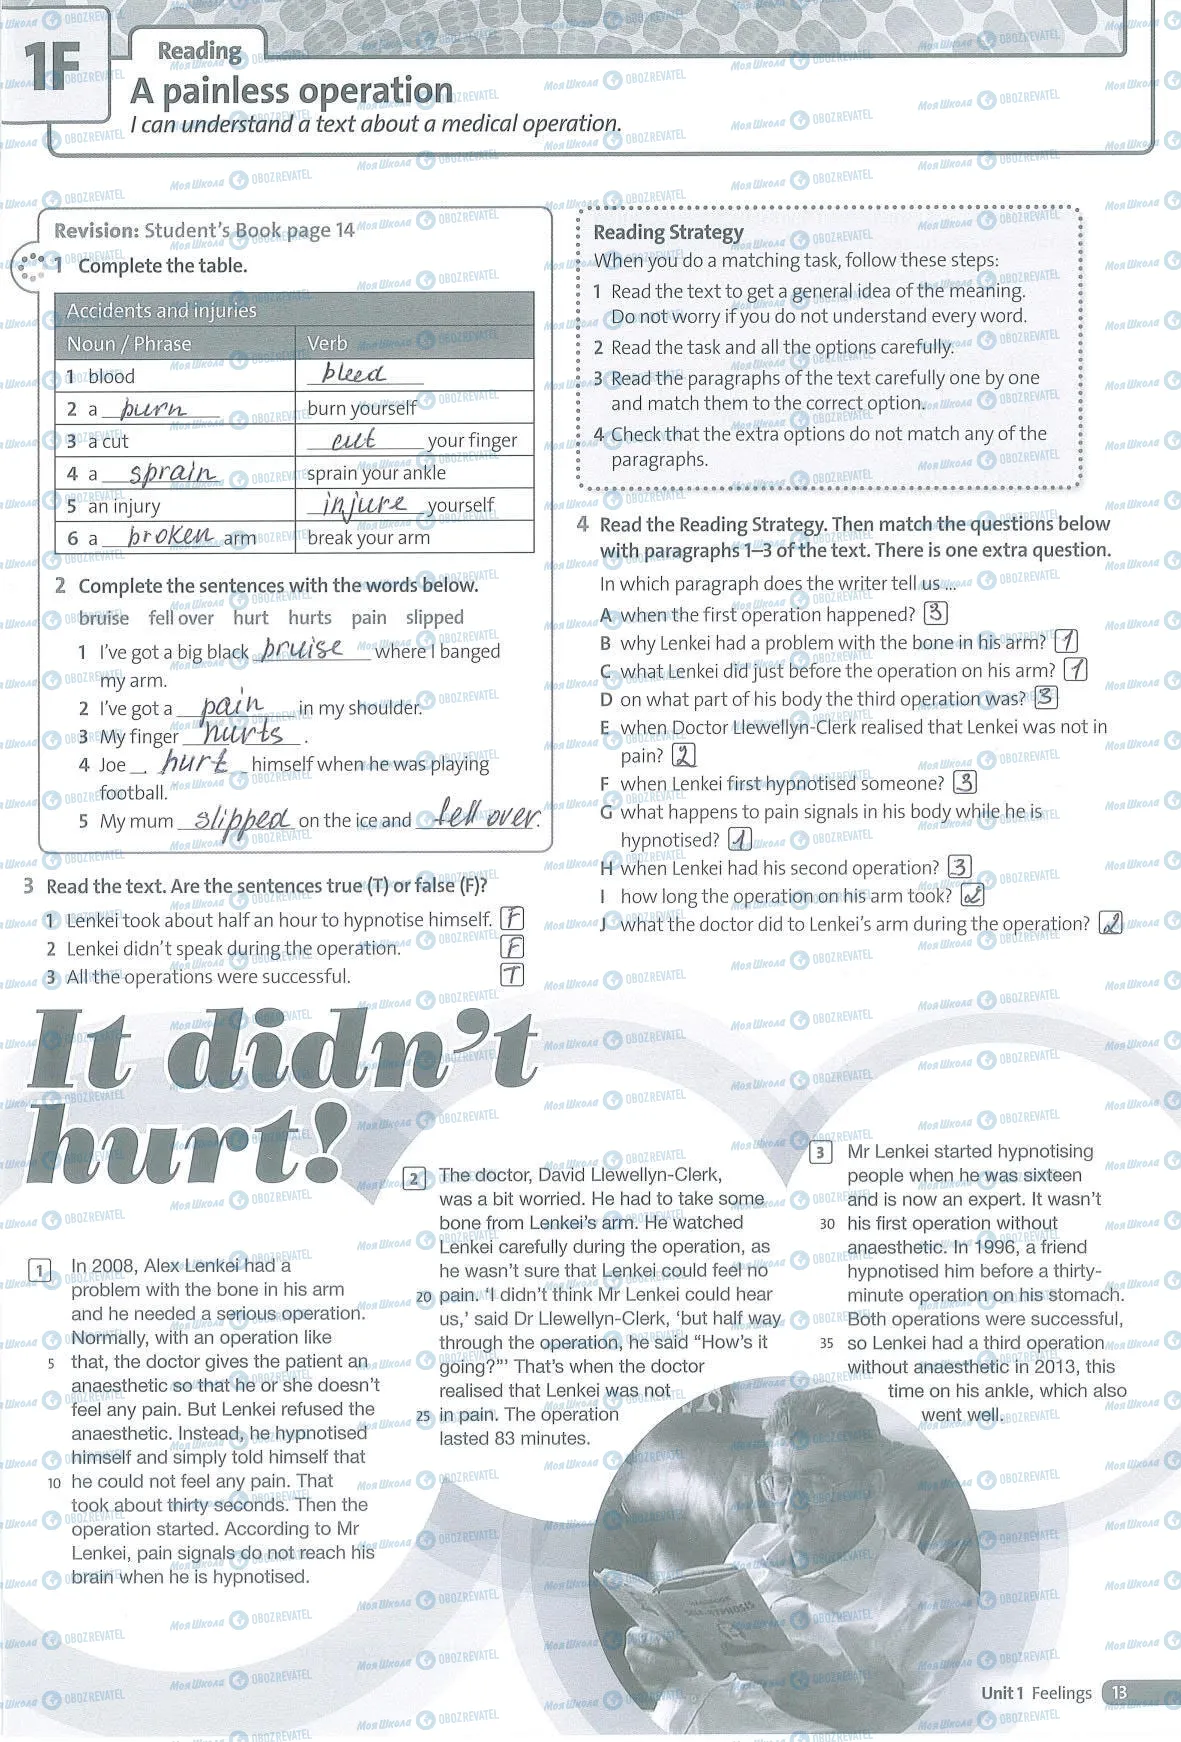 1F
Reading
A painless operation
I can understand a text about a medical operation.
Revision: Student's Book page 14
1 Complete the table.
Accidents and injuries
Noun / Phrase Verb
1 blood bleed
2 a burn burn yourself
3 a cut cut your finger
4 a sprain sprain your ankle
5 an injury injure yourself
6 a broken arm break your arm
2 Complete the sentences with the words below.
bruise fell over hurt hurts pain slipped
1 I've got a big black bruise where I banged
my arm.
2 I've got a pain in my shoulder.
3 My finger hurts.
4 Joe hurt himself when he was playing
football.
5 My mum slipped on the ice and fell over.
3 Read the text. Are the sentences true (T) or false (F)?
1 Lenkei took about half an hour to hypnotise himself. F
2 Lenkei didn't speak during the operation. F
3 All the operations were successful. T
Reading Strategy
When you do a matching task, follow these steps:
1 Read the text to get a general idea of the meaning.
Do not worry if you do not understand every word.
2 Read the task and all the options carefully.
3 Read the paragraphs of the text carefully one by one
and match them to the correct option.
4 Check that the extra options do not match any of the
paragraphs.
4 Read the Reading Strategy. Then match the questions below
with paragraphs 1–3 of the text. There is one extra question.
In which paragraph does the writer tell us ...
A when the first operation happened? 3
B why Lenkei had a problem with the bone in his arm? 1
C what Lenkei did just before the operation on his arm? 1
D on what part of his body the third operation was? 3
E when Doctor Llewellyn-Clerk realised that Lenkei was not in
pain? 2
F when Lenkei first hypnotised someone? 3
G what happens to pain signals in his body while he is
hypnotised? 1
H when Lenkei had his second operation? 3
I how long the operation on his arm took? 2
J what the doctor did to Lenkei's arm during the operation? 2
It didn't
hurt!
1 In 2008, Alex Lenkei had a
problem with the bone in his arm
and he needed a serious operation.
Normally, with an operation like
5 that, the doctor gives the patient an
anaesthetic so that he or she doesn't
feel any pain. But Lenkei refused the
anaesthetic. Instead, he hypnotised
himself and simply told himself that
10 he could not feel any pain. That
took about thirty seconds. Then the
operation started. According to Mr
Lenkei, pain signals do not reach his
brain when he is hypnotised.
2 The doctor, David Llewellyn-Clerk,
was a bit worried. He had to take some
bone from Lenkei's arm. He watched
Lenkei carefully during the operation, as
he wasn't sure that Lenkei could feel no
20 pain. 'I didn't think Mr Lenkei could hear
us,' said Dr Llewellyn-Clerk, 'but half way
through the operation, he said "How's it
going?"' That's when the doctor
realised that Lenkei was not
25 in pain. The operation
lasted 83 minutes.
3 Mr Lenkei started hypnotising
people when he was sixteen
and is now an expert. It wasn't
30 his first operation without
anaesthetic. In 1996, a friend
hypnotised him before a thirty-
minute operation on his stomach.
Both operations were successful,
35 so Lenkei had a third operation
without anaesthetic in 2013, this
time on his ankle, which also
went well.
Unit 1 Feelings 13
Моя Школа OBOZREVATEL